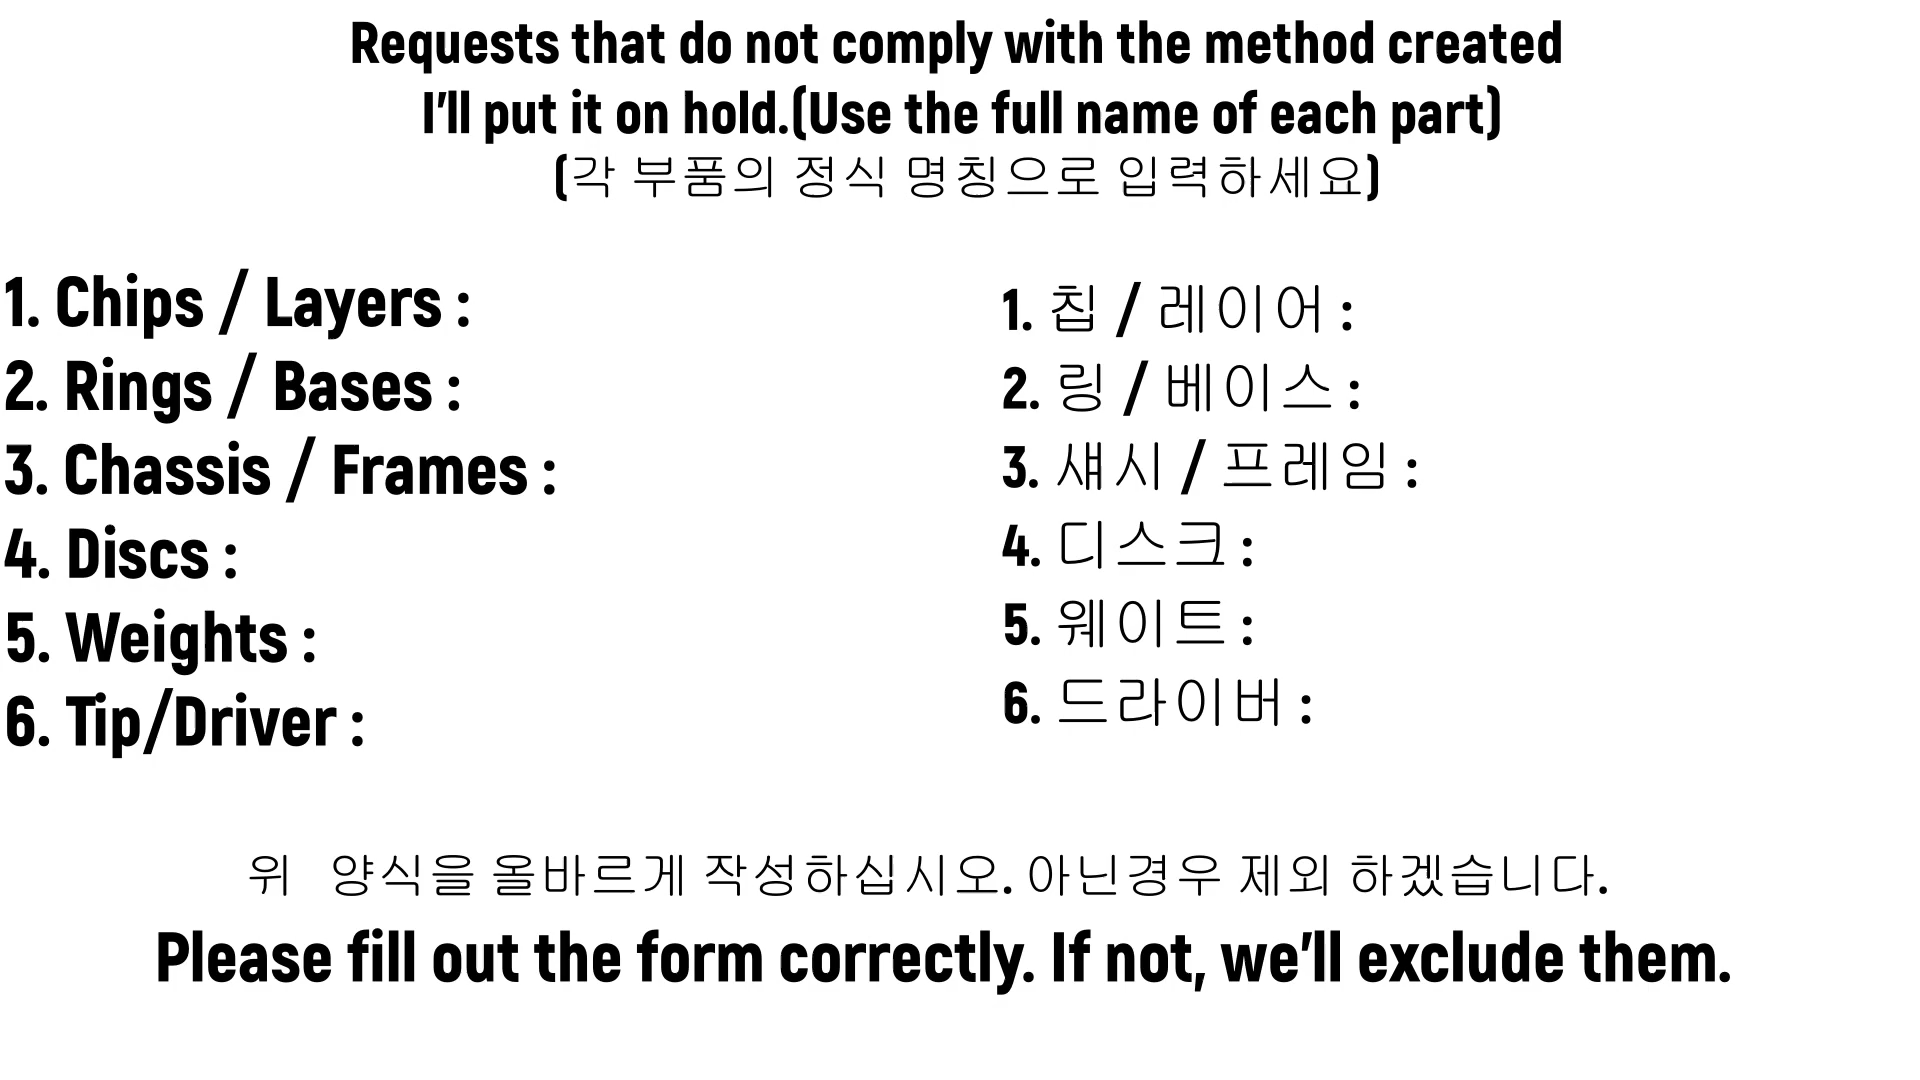 Requests that do not comply with the method created
I'll put it on hold.(Use the full name of each part)
(각 부품의 정식 명칭으로 입력하세요)
1. Chips / Layers :
2. Rings / Bases :
3. Chassis / Frames :
4. Discs :
5. Weights :
6. Tip/Driver :
1. 칩 / 레이어 :
2. 링 / 베이스 :
3. 섀시 / 프레임 :
4. 디스크 :
5. 웨이트 :
6. 드라이버 :
위 양식을 올바르게 작성하십시오. 아닌경우 제외 하겠습니다.
Please fill out the form correctly. If not, we'll exclude them.